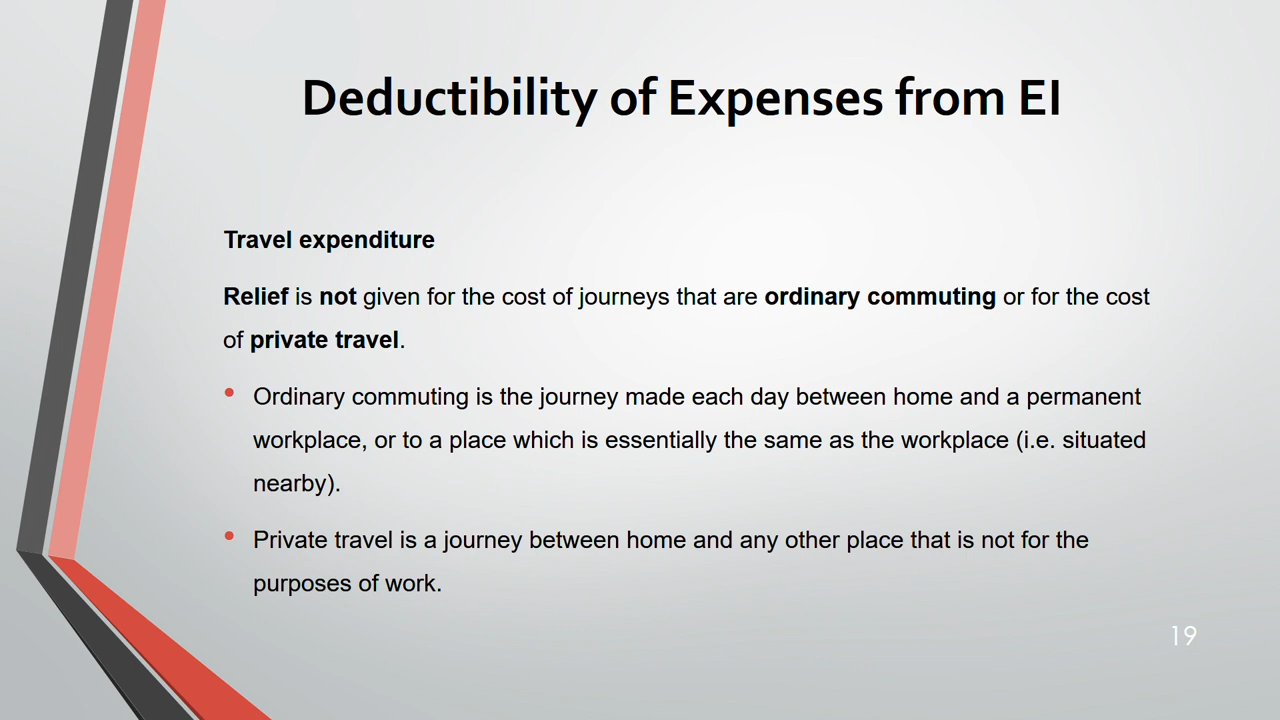 Deductibility of Expenses from EI
Travel expenditure
Relief is not given for the cost of journeys that are ordinary commuting or for the cost
of private travel.
• Ordinary commuting is the journey made each day between home and a permanent
workplace, or to a place which is essentially the same as the workplace (i.e. situated
nearby).
• Private travel is a journey between home and any other place that is not for the
purposes of work.
19